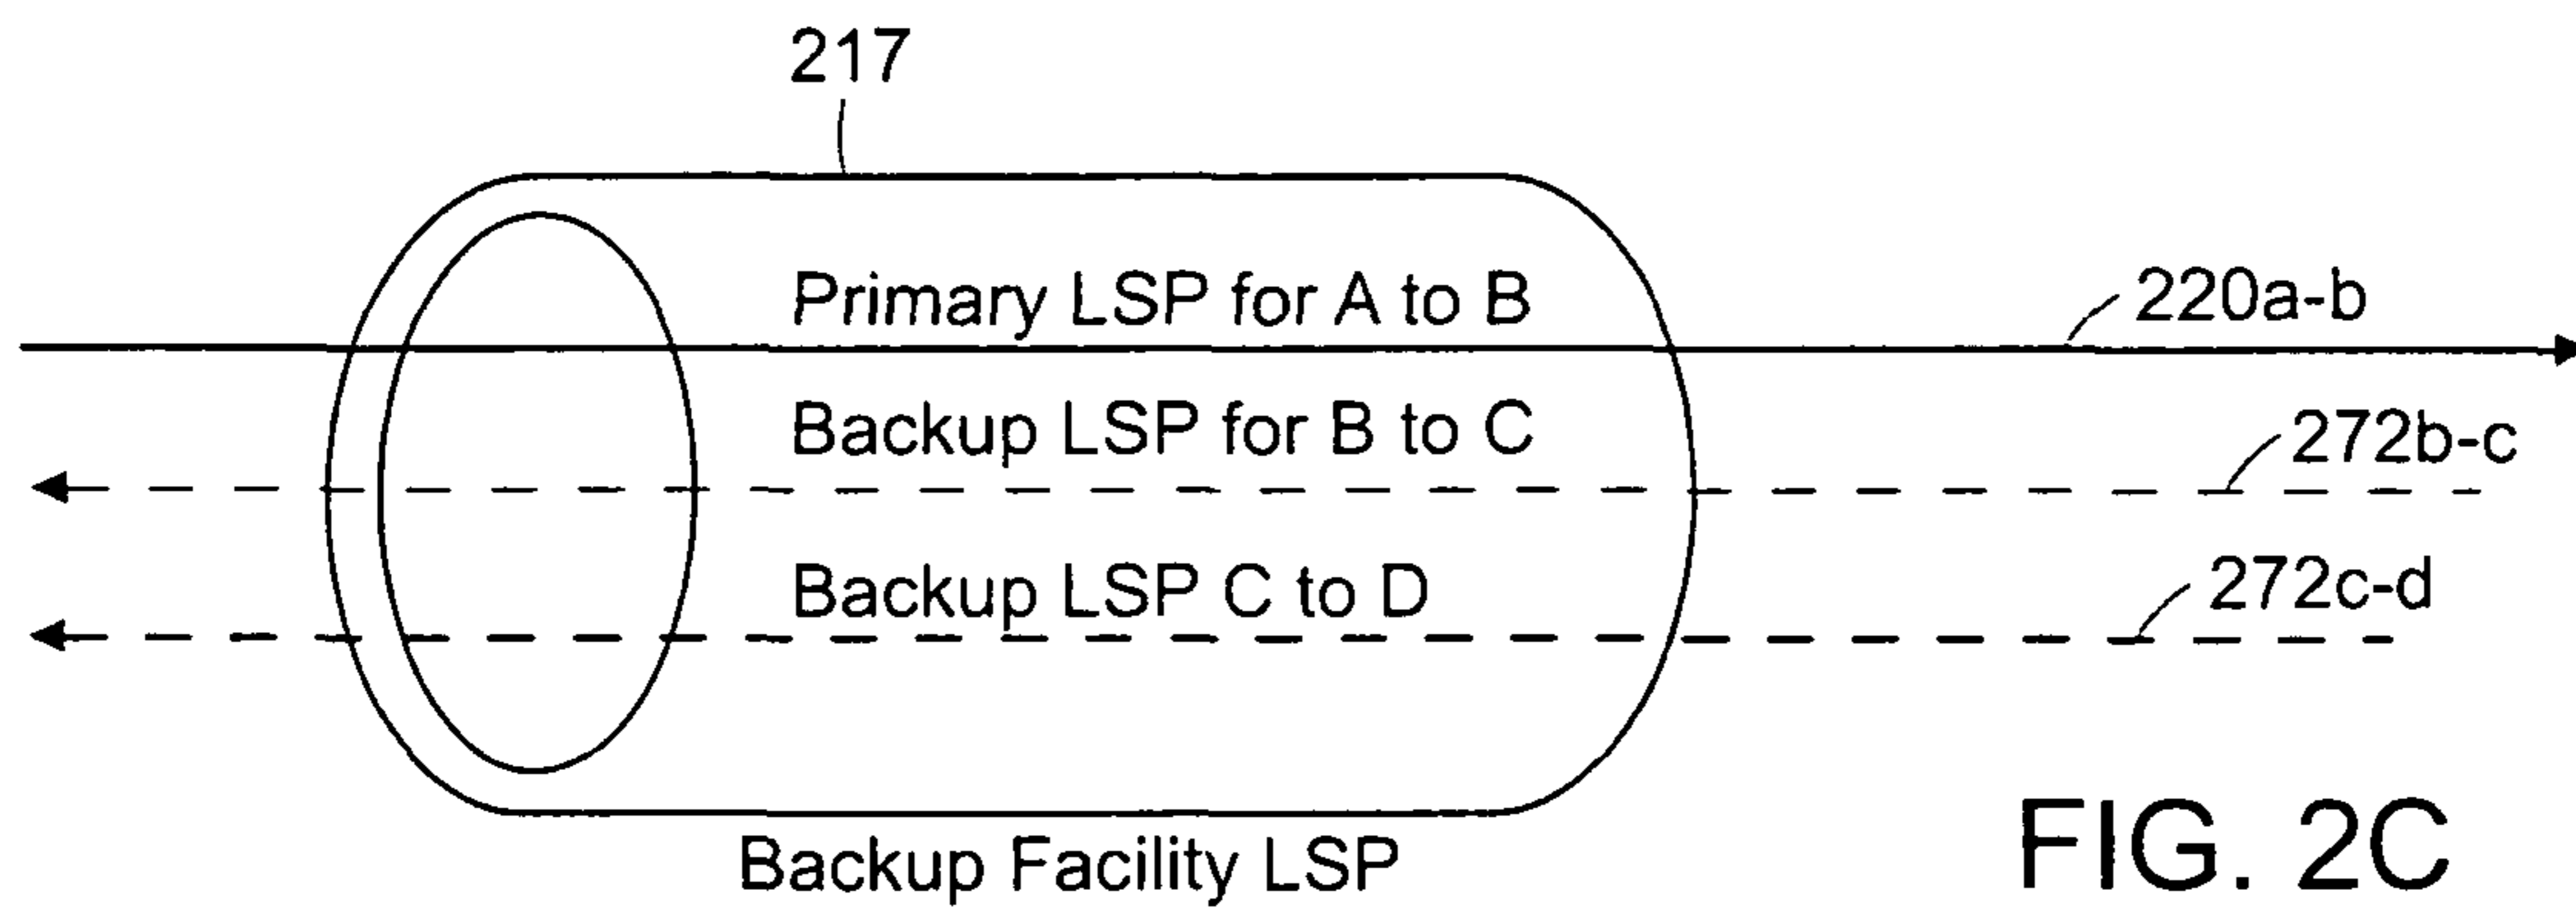 217
Primary LSP for A to B
220a-b
Backup LSP for B to C
272b-c
Backup LSP C to D
272c-d
Backup Facility LSP
FIG. 2C